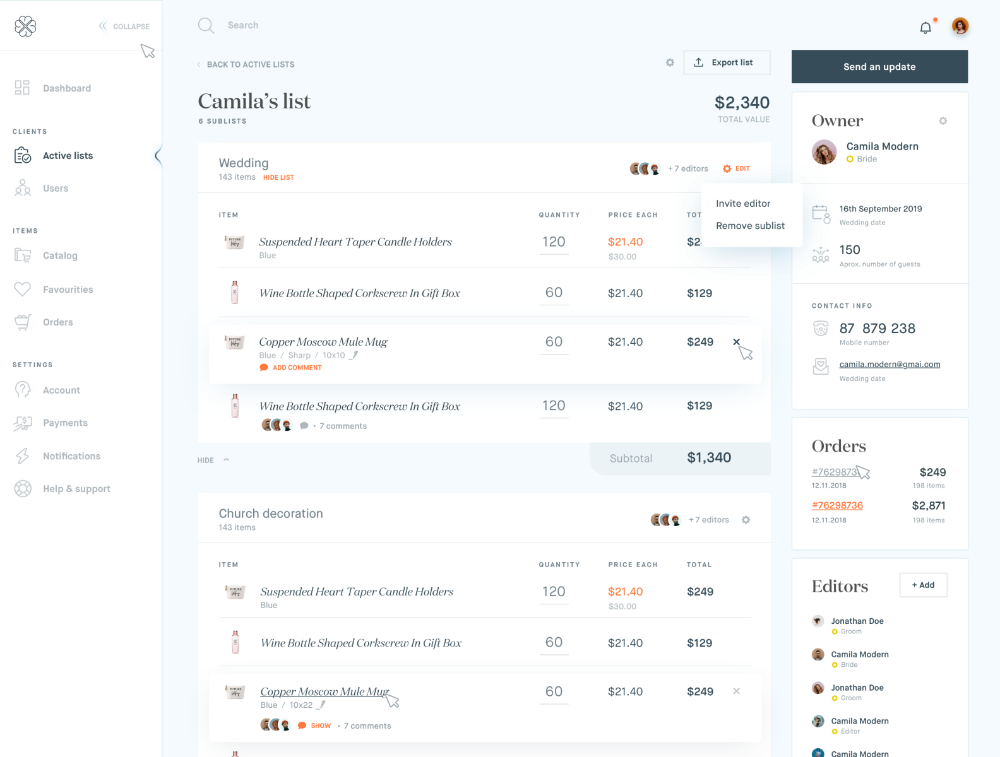 COLLAPSE
Dashboard
CLIENTS
Active lists
Users
ITEMS
Catalog
Favourities
Orders
SETTINGS
Account
Payments
Notifications
Help & support
Search
BACK TO ACTIVE LISTS
Export list
Camila's list
6 SUBLISTS
$2,340
TOTAL VALUE
Wedding
143 items HIDE LIST
+ 7 editors EDIT
Invite editor
Remove sublist
ITEM QUANTITY PRICE EACH
Suspended Heart Taper Candle Holders 120 $21.40
Blue $30.00
Wine Bottle Shaped Corkscrew In Gift Box 60 $21.40 $129
Copper Moscow Mule Mug 60 $21.40 $249
Blue / Sharp / 10x10
ADD COMMENT
Wine Bottle Shaped Corkscrew In Gift Box 120 $21.40 $129
• 7 comments
HIDE
Subtotal $1,340
Church decoration
143 items
+ 7 editors
ITEM QUANTITY PRICE EACH TOTAL
Suspended Heart Taper Candle Holders 120 $21.40 $249
Blue $30.00
Wine Bottle Shaped Corkscrew In Gift Box 60 $21.40 $129
Copper Moscow Mule Mug 60 $21.40 $249
Blue / 10x22
SHOW • 7 comments
Send an update
Owner
Camila Modern
Bride
16th September 2019
Wedding date
150
Aprox. number of guests
CONTACT INFO
87 879 238
Mobile number
camila.modern@gmai.com
Wedding date
Orders
#7629873 $249
12.11.2018 198 items
#76298736 $2,871
12.11.2018 198 items
Editors
+ Add
Jonathan Doe
Groom
Camila Modern
Bride
Jonathan Doe
Groom
Camila Modern
Editor
Camila Modern